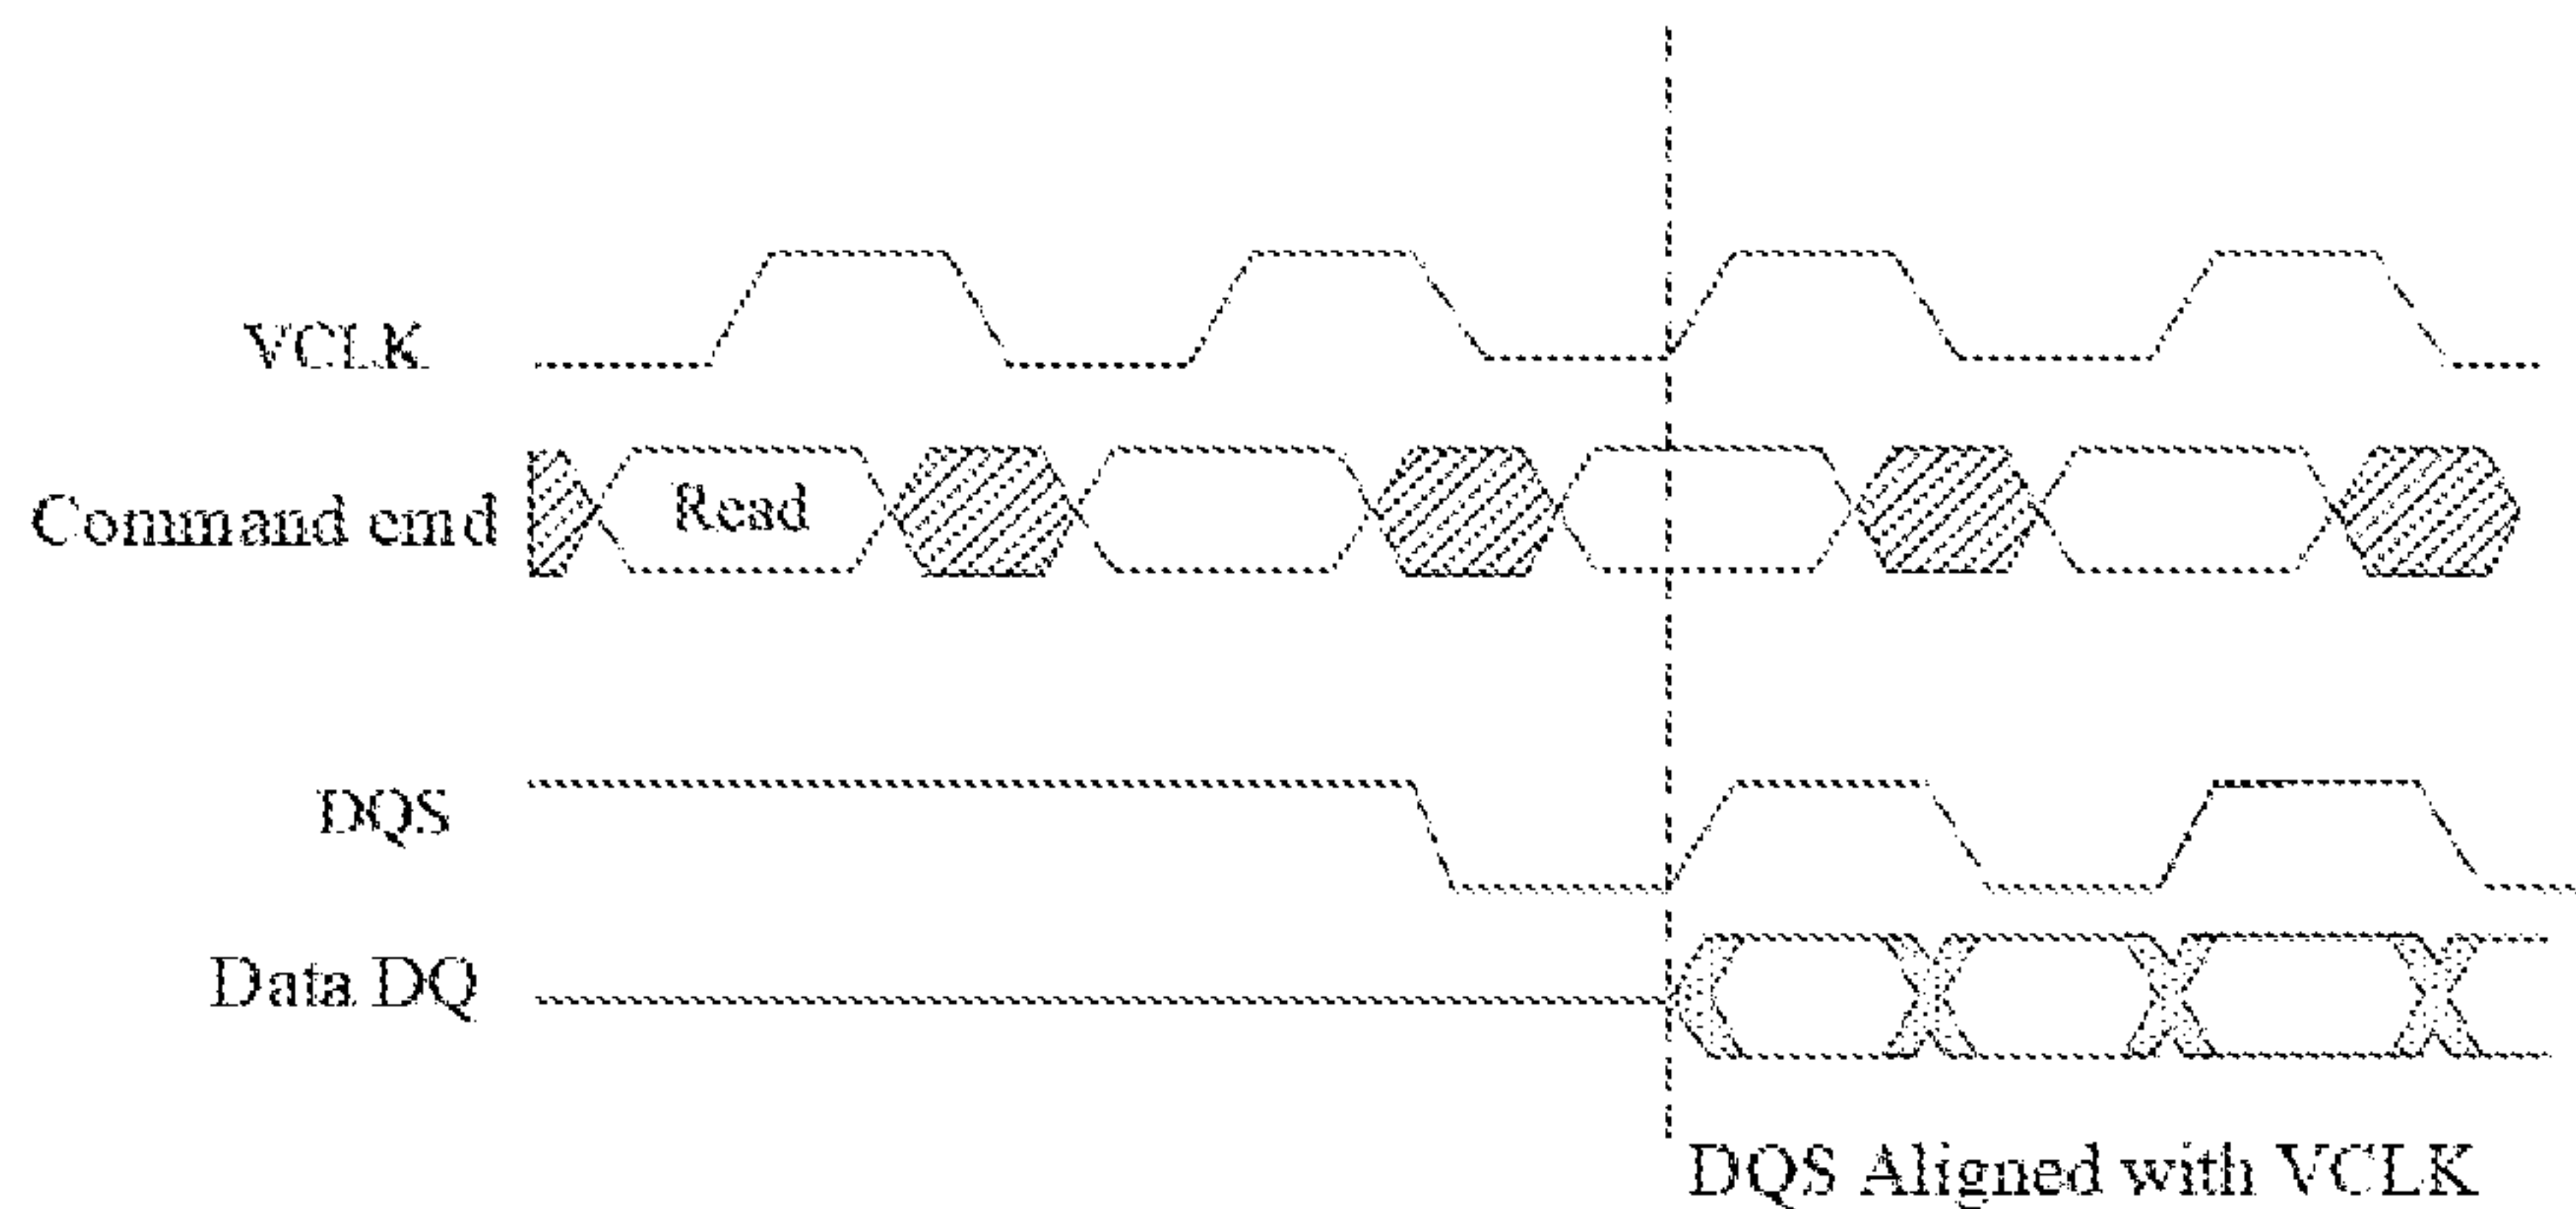 VCLK
Command cmd
Read
DQS
Data DQ
DQS Aligned with VCLK